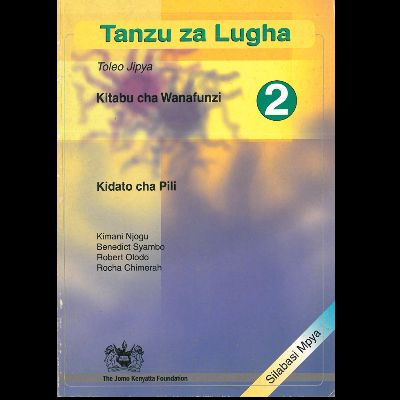 Tanzu za Lugha
Toleo Jipya
Kitabu cha Wanafunzi
2
Kidato cha Pili
Kimani Njogu
Benedict Syambo
Robert Olodo
Rocha Chimerah
Silabasi Mpya
The Jomo Kenyatta Foundation